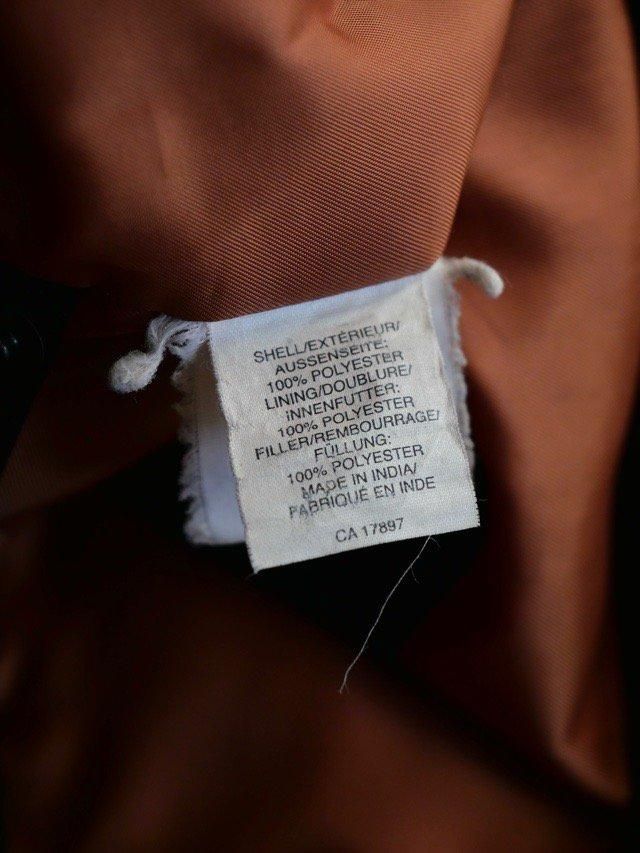 SHELL/EXTÉRIEUR/
AUSSENSEITE:
100% POLYESTER
LINING/DOUBLURE/
INNENFUTTER:
100% POLYESTER
FILLER/REMBOURRAGE/
FÜLLUNG:
100% POLYESTER
MADE IN INDIA/
FABRIQUÉ EN INDE
CA 17897